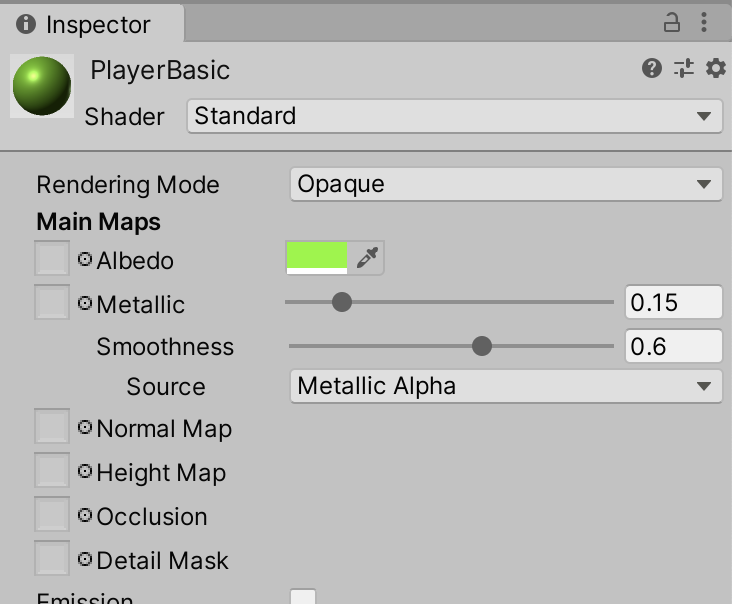 Inspector
PlayerBasic
Shader Standard
Rendering Mode Opaque
Main Maps
Albedo
Metallic 0.15
Smoothness 0.6
Source Metallic Alpha
Normal Map
Height Map
Occlusion
Detail Mask
Emission